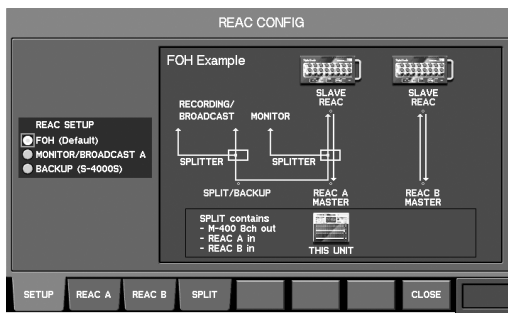 REAC CONFIG
FOH Example
SLAVE
REAC
SLAVE
REAC
RECORDING/
BROADCAST
MONITOR
REAC SETUP
FOH (Default)
MONITOR/BROADCAST A
BACKUP (S-4000S)
SPLITTER
SPLITTER
SPLIT/BACKUP
REAC A
MASTER
REAC B
MASTER
SPLIT contains
- M-400 8ch out
- REAC A in
- REAC B in
THIS UNIT
SETUP
REAC A
REAC B
SPLIT
CLOSE